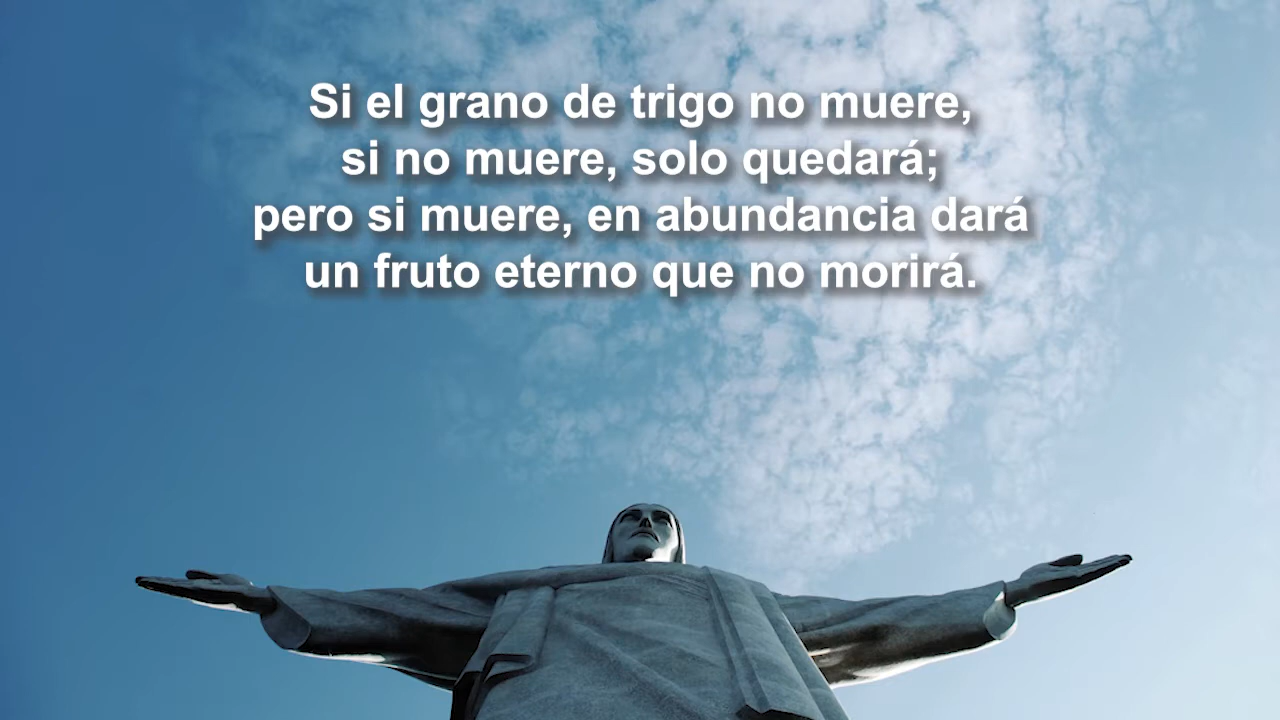 Si el grano de trigo no muere,
si no muere, solo quedará;
pero si muere, en abundancia dará
un fruto eterno que no morirá.